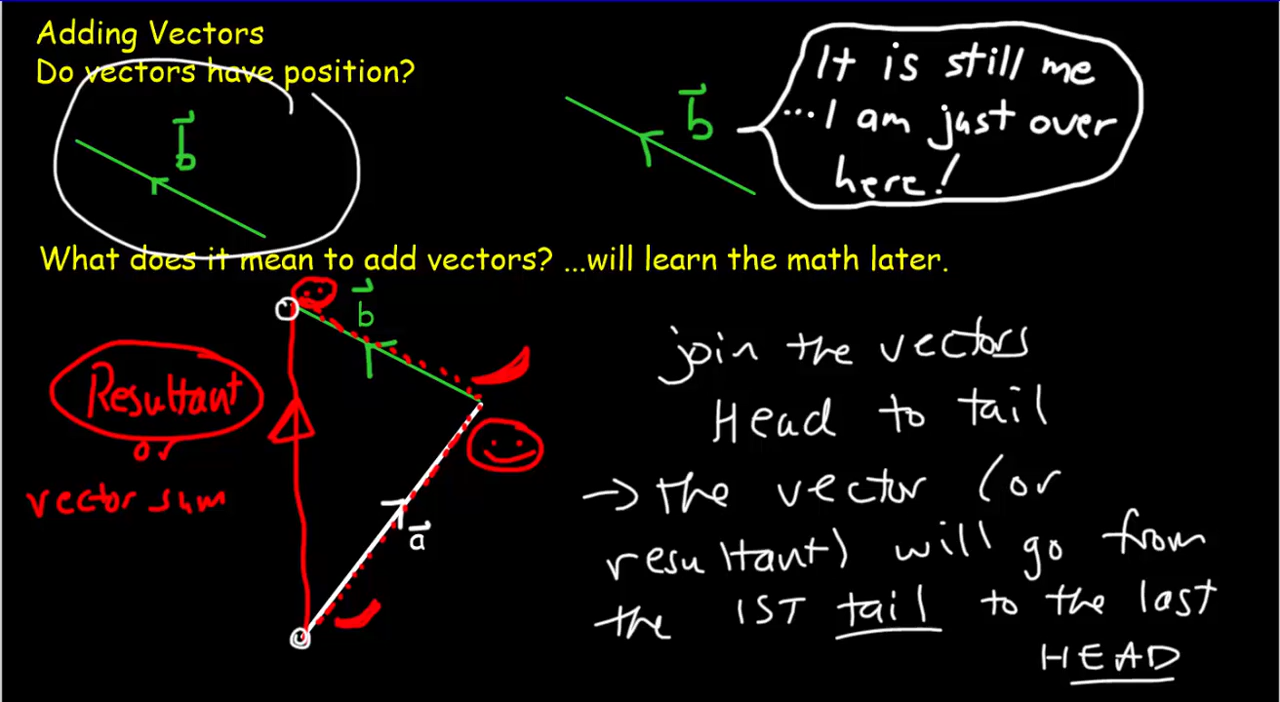 Adding Vectors
Do vectors have position?
b
b
It is still me
...I am just over
here!
What does it mean to add vectors? ...will learn the math later.
b
Resultant
or
vector sum
a
join the vectors
Head to tail
→ the vector (or
resultant) will go from
the 1ST tail to the last
HEAD